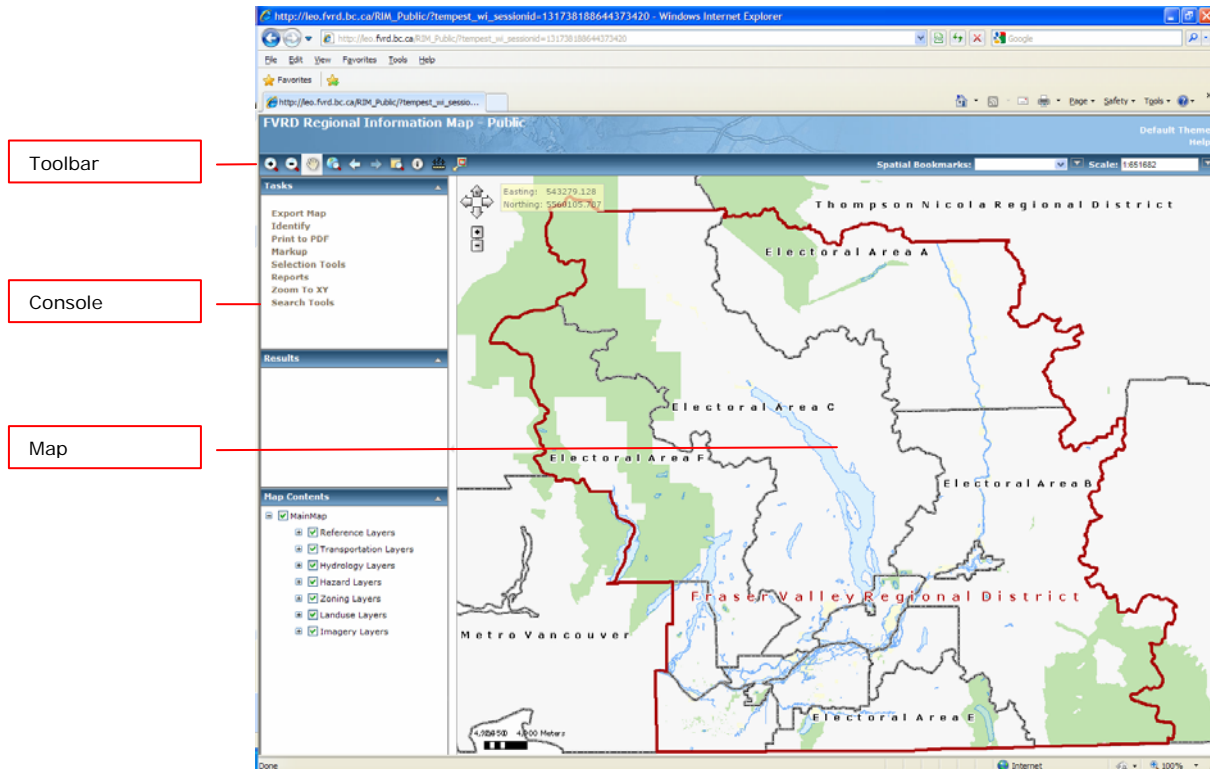 http://leo.fvrd.bc.ca/RIM_Public/?tempest_wi_sessionid=131738188644373420 - Windows Internet Explorer
http://leo.fvrd.bc.ca/RIM_Public/?tempest_wi_sessionid=131738188644373420
Google
File Edit View Favorites Tools Help
Favorites
http://leo.fvrd.bc.ca/RIM_Public/?tempest_wi_sessio...
Page Safety Tools
FVRD Regional Information Map - Public
Default Theme
Help
Toolbar
Spatial Bookmarks:
Scale: 1:651682
Tasks
Export Map
Identify
Print to PDF
Markup
Selection Tools
Reports
Zoom To XY
Search Tools
Console
Results
Map
Map Contents
MainMap
Reference Layers
Transportation Layers
Hydrology Layers
Hazard Layers
Zoning Layers
Landuse Layers
Imagery Layers
Easting: 543279.128
Northing: 5560105.767
Thompson Nicola Regional District
Electoral Area A
Electoral Area C
Electoral Area F
Electoral Area B
Fraser Valley Regional District
Metro Vancouver
Electoral Area E
Meters
Done
Internet
100%